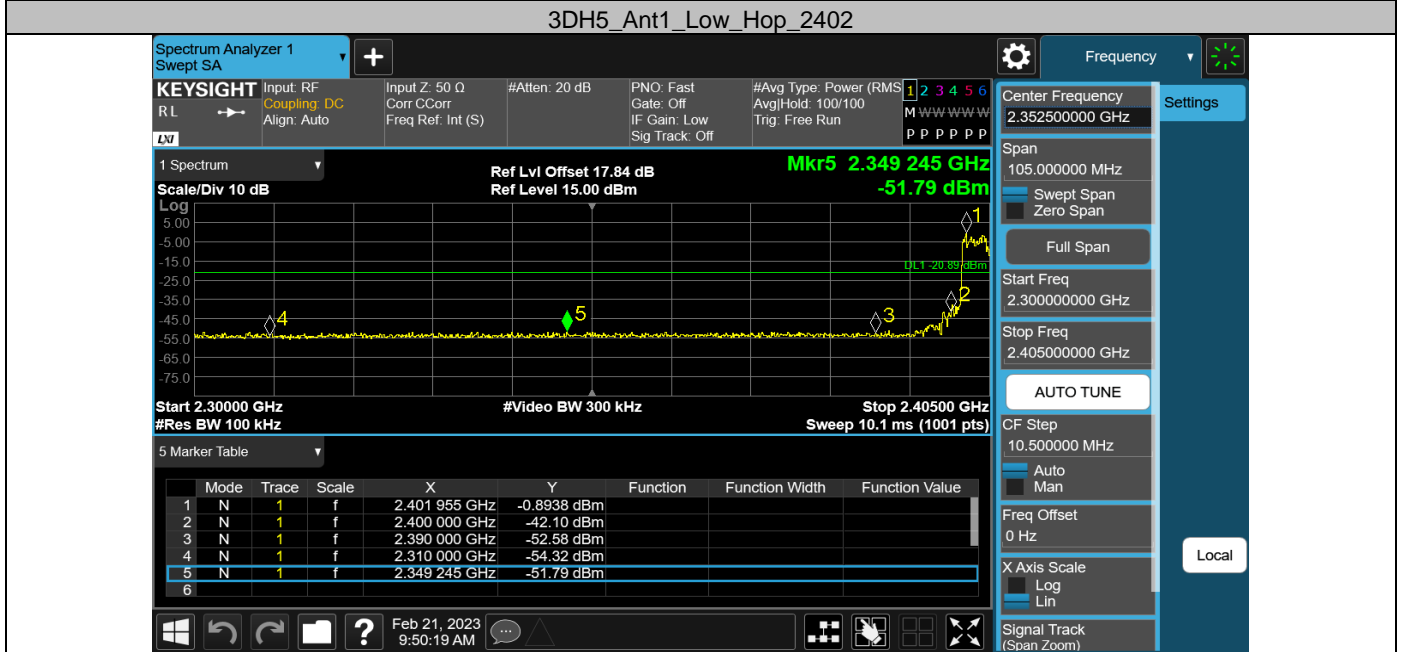 3DH5_Ant1_Low_Hop_2402
Spectrum Analyzer 1
Swept SA
+
Frequency
KEYSIGHT
RL
LXI
Input: RF
Coupling: DC
Align: Auto
Input Z: 50 Ω
Corr CCorr
Freq Ref: Int (S)
#Atten: 20 dB
PNO: Fast
Gate: Off
IF Gain: Low
Sig Track: Off
#Avg Type: Power (RMS
Avg|Hold: 100/100
Trig: Free Run
1 2 3 4 5 6
M W W W W W
P P P P P P
1 Spectrum
Ref Lvl Offset 17.84 dB
Mkr5 2.349 245 GHz
Scale/Div 10 dB
Ref Level 15.00 dBm
-51.79 dBm
Log
5.00
-5.00
-15.0
-25.0
-35.0
-45.0
-55.0
-65.0
-75.0
1
DL1 -20.89 dBm
2
3
4
5
Start 2.30000 GHz
#Video BW 300 kHz
Stop 2.40500 GHz
#Res BW 100 kHz
Sweep 10.1 ms (1001 pts)
5 Marker Table
Mode Trace Scale X Y Function Function Width Function Value
1 N 1 f 2.401 955 GHz -0.8938 dBm
2 N 1 f 2.400 000 GHz -42.10 dBm
3 N 1 f 2.390 000 GHz -52.58 dBm
4 N 1 f 2.310 000 GHz -54.32 dBm
5 N 1 f 2.349 245 GHz -51.79 dBm
6
?
Feb 21, 2023
9:50:19 AM
Center Frequency
2.352500000 GHz
Settings
Span
105.000000 MHz
Swept Span
Zero Span
Full Span
Start Freq
2.300000000 GHz
Stop Freq
2.405000000 GHz
AUTO TUNE
CF Step
10.500000 MHz
Auto
Man
Freq Offset
0 Hz
Local
X Axis Scale
Log
Lin
Signal Track
(Span Zoom)